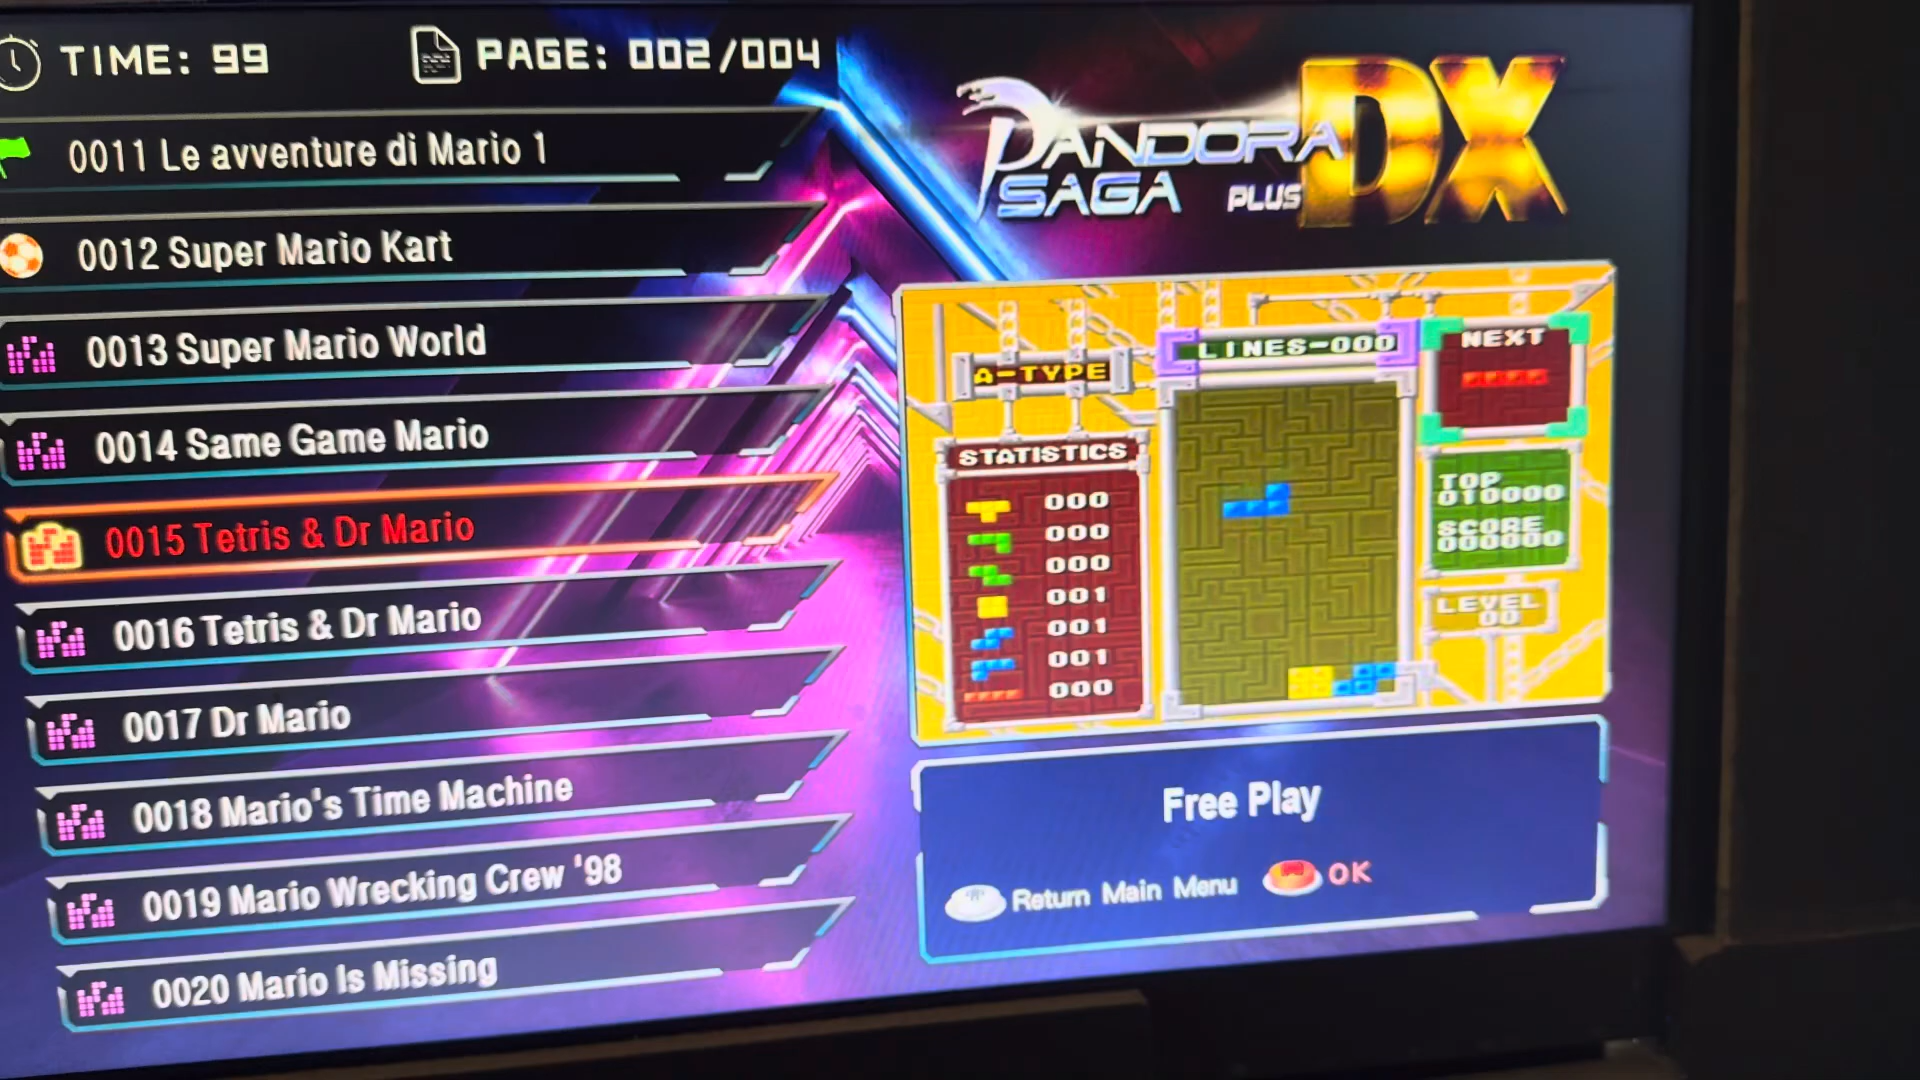 TIME: 99
PAGE: 002/004
0011 Le avventure di Mario 1
0012 Super Mario Kart
0013 Super Mario World
0014 Same Game Mario
0015 Tetris & Dr Mario
0016 Tetris & Dr Mario
0017 Dr Mario
0018 Mario's Time Machine
0019 Mario Wrecking Crew '98
0020 Mario Is Missing
PANDORA
SAGA PLUS DX
A-TYPE
LINES-000
NEXT
STATISTICS
000
000
000
001
001
001
000
TOP
010000
SCORE
000000
LEVEL
00
Free Play
Return Main Menu
OK